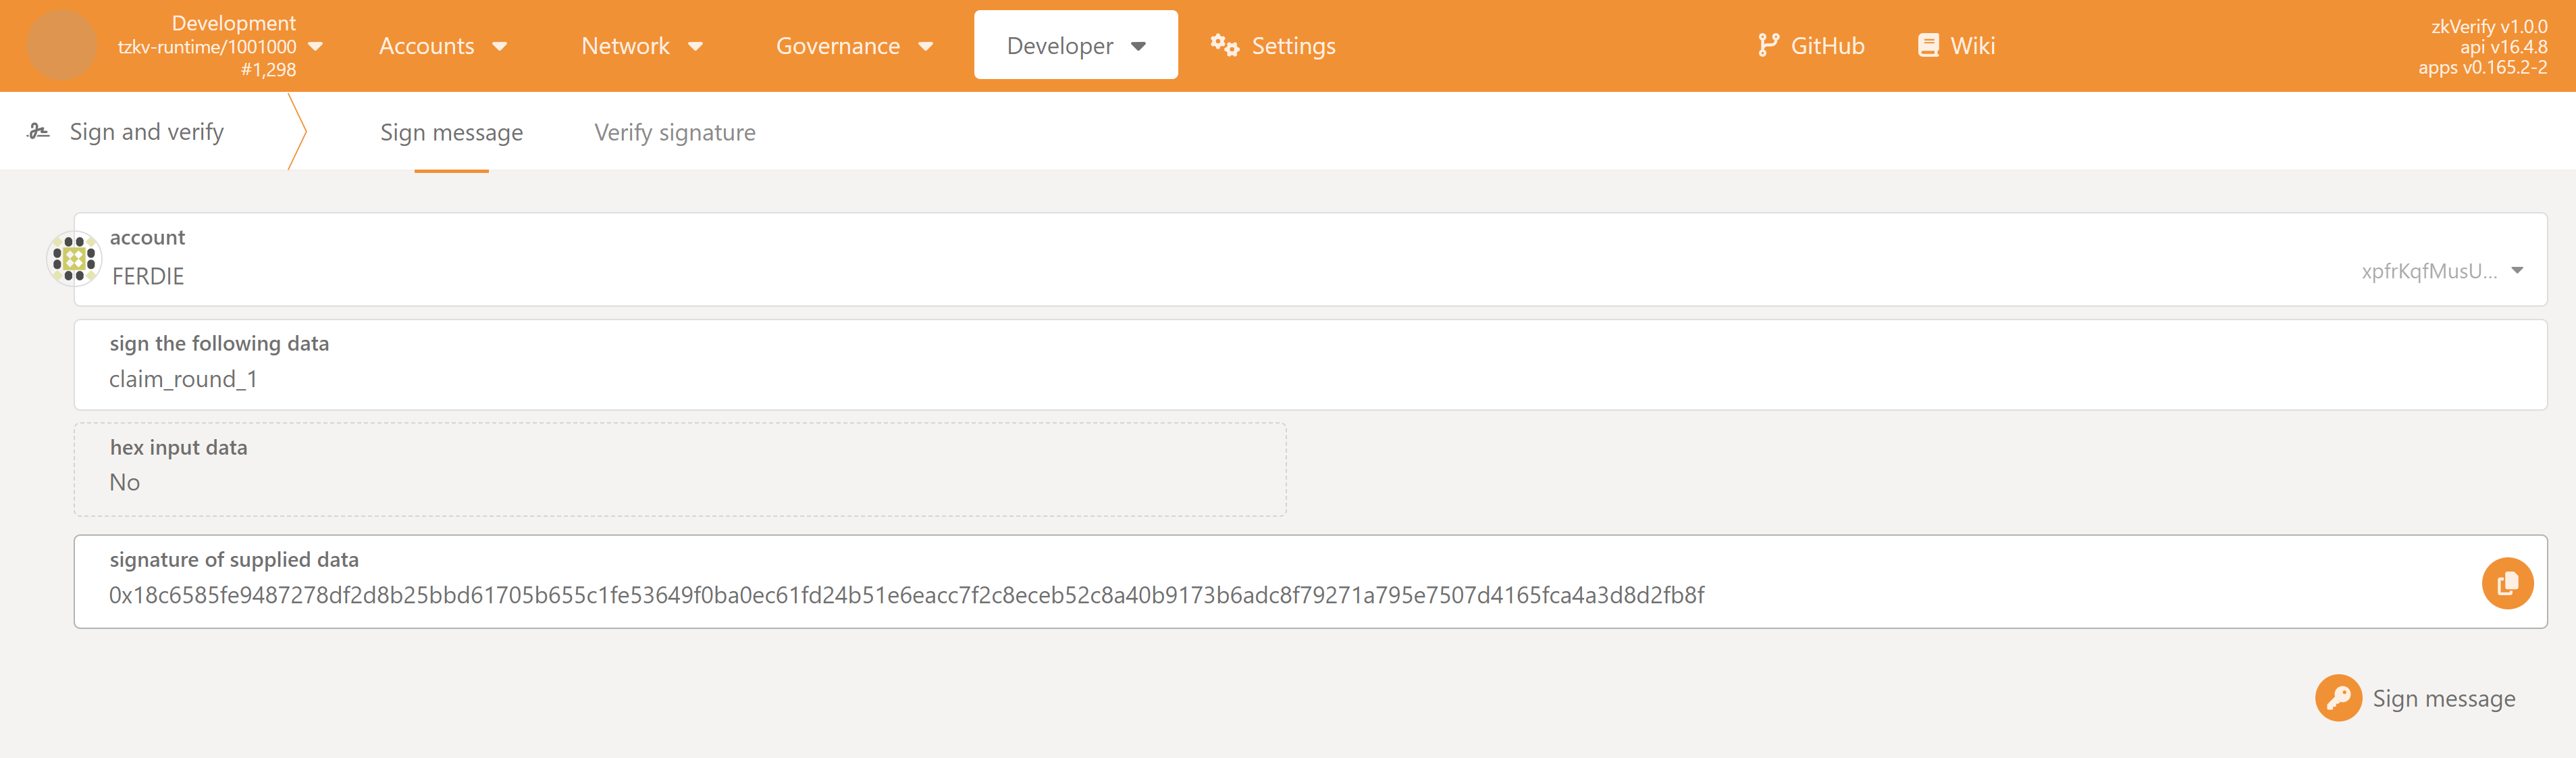 Development
tzkv-runtime/1001000
#1,298
Accounts
Network
Governance
Developer
Settings
GitHub
Wiki
zkVerify v1.0.0
api v16.4.8
apps v0.165.2-2
Sign and verify
Sign message
Verify signature
account
FERDIE
xpfrKqfMusU...
sign the following data
claim_round_1
hex input data
No
signature of supplied data
0x18c6585fe9487278df2d8b25bbd61705b655c1fe53649f0ba0ec61fd24b51e6eacc7f2c8eceb52c8a40b9173b6adc8f79271a795e7507d4165fca4a3d8d2fb8f
Sign message